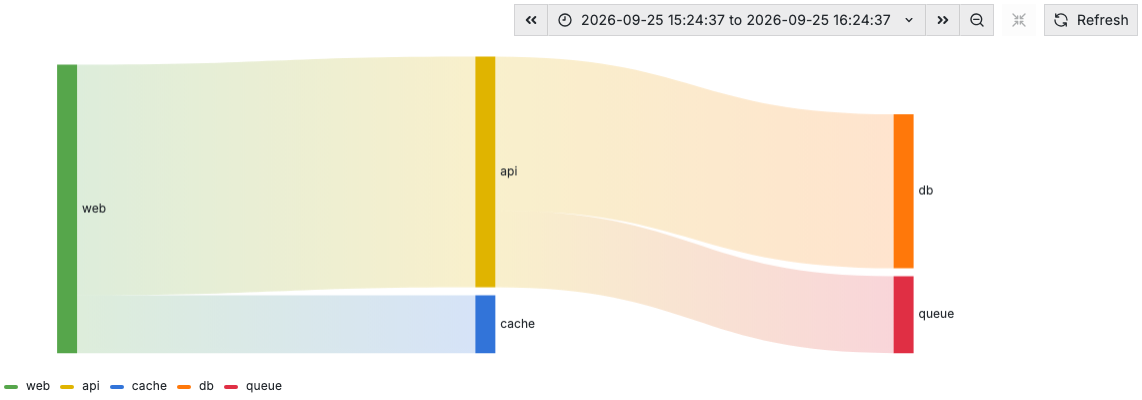 2026-09-25 15:24:37 to 2026-09-25 16:24:37 Refresh
api
db
web
queue
cache
web api cache db queue